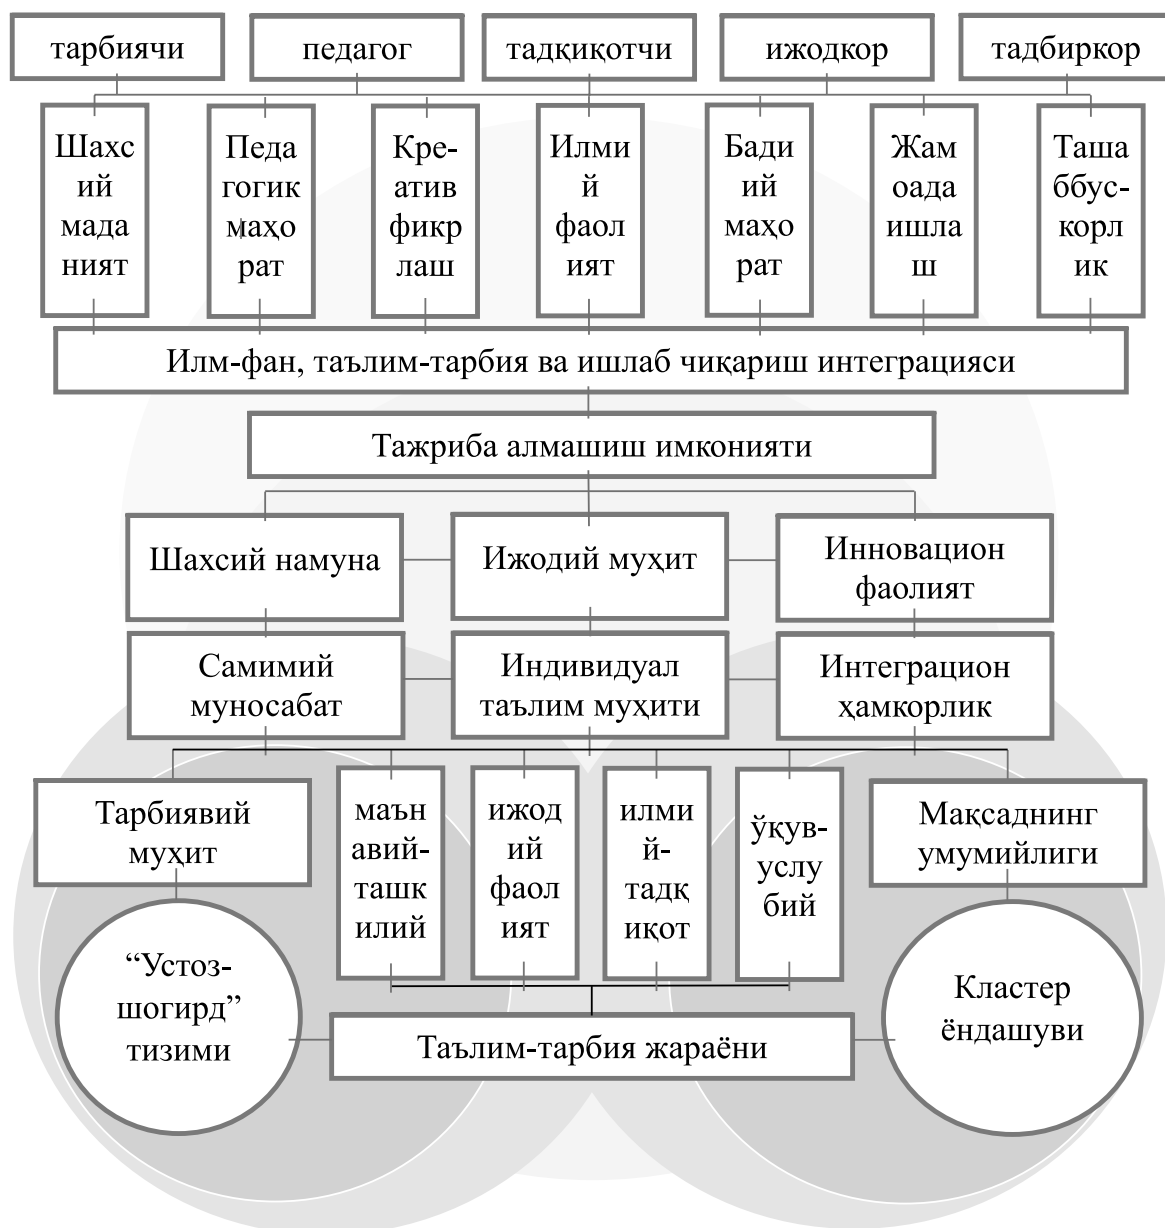 тарбиячи
педагог
тадқиқотчи
ижодкор
тадбиркор
Шахс
ий
мада
ният
Педа
гогик
маҳо
рат
Кре-
атив
фикр
лаш
Илми
й
фаол
ият
Бади
ий
маҳо
рат
Жам
оада
ишла
ш
Таша
ббус-
корл
ик
Илм-фан, таълим-тарбия ва ишлаб чиқариш интеграцияси
Тажриба алмашиш имконияти
Шахсий намуна
Ижодий муҳит
Инновацион
фаолият
Самимий
муносабат
Индивидуал
таълим муҳити
Интеграцион
ҳамкорлик
Тарбиявий
муҳит
маън
авий-
ташк
илий
ижод
ий
фаол
ият
илми
й-
тадқ
иқот
ўқув-
услу
бий
Мақсаднинг
умумийлиги
“Устоз-
шогирд”
тизими
Таълим-тарбия жараёни
Кластер
ёндашуви